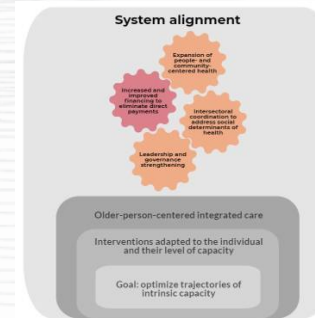 System alignment
Expansion of
people- and
community-
centered health
Increased and
improved
financing to
eliminate direct
payments
Intersectoral
coordination to
address social
determinants of
health
Leadership and
governance
strengthening
Older-person-centered integrated care
Interventions adapted to the individual
and their level of capacity
Goal: optimize trajectories of
intrinsic capacity